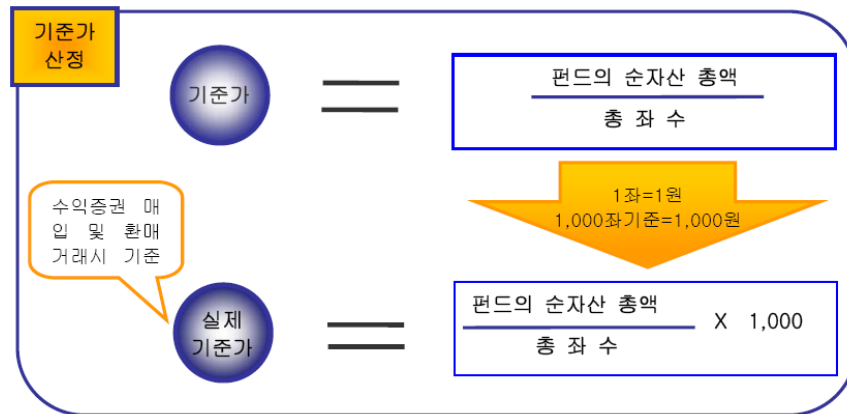 기준가
산정
기준가
펀드의 순자산 총액
총 좌 수
1좌=1원
1,000좌기준=1,000원
수익증권 매
입 및 환매
거래시 기준
실제
기준가
펀드의 순자산 총액
X 1,000
총 좌 수